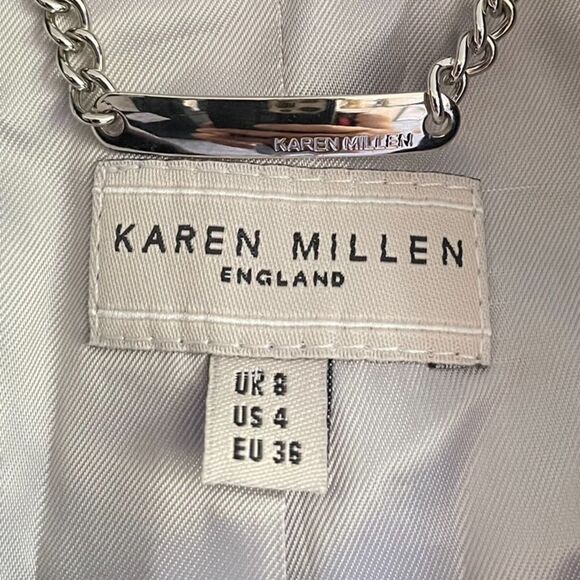 KAREN MILLEN
KAREN MILLEN
ENGLAND
UK 8
US 4
EU 36